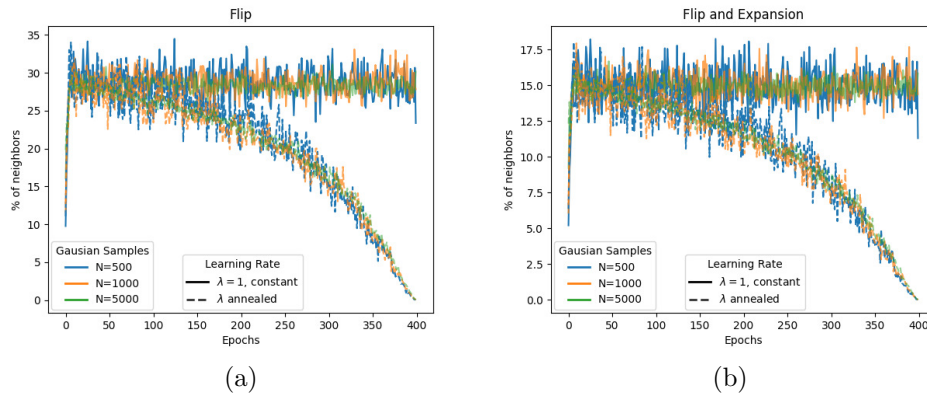 Flip
% of neighbors
35
30
25
20
15
10
5
0
Gausian Samples
N=500
N=1000
N=5000
Learning Rate
λ = 1, constant
λ annealed
0 50 100 150 200 250 300 350 400
Epochs
(a)
Flip and Expansion
% of neighbors
17.5
15.0
12.5
10.0
7.5
5.0
2.5
0.0
Gausian Samples
N=500
N=1000
N=5000
Learning Rate
λ = 1, constant
λ annealed
0 50 100 150 200 250 300 350 400
Epochs
(b)